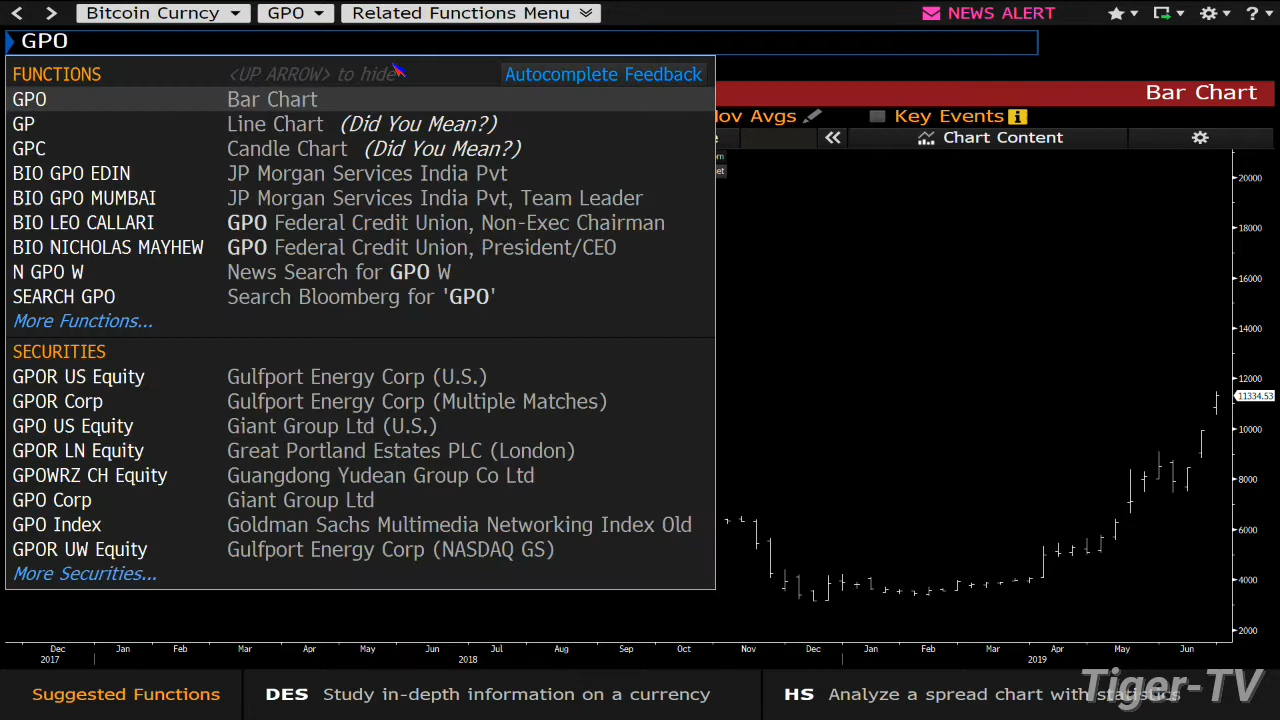 Bitcoin Curncy GPO Related Functions Menu NEWS ALERT ?
GPO
FUNCTIONS <UP ARROW> to hide Autocomplete Feedback
GPO Bar Chart
GP Line Chart (Did You Mean?)
GPC Candle Chart (Did You Mean?)
BIO GPO EDIN JP Morgan Services India Pvt
BIO GPO MUMBAI JP Morgan Services India Pvt, Team Leader
BIO LEO CALLARI GPO Federal Credit Union, Non-Exec Chairman
BIO NICHOLAS MAYHEW GPO Federal Credit Union, President/CEO
N GPO W News Search for GPO W
SEARCH GPO Search Bloomberg for 'GPO'
More Functions...
SECURITIES
GPOR US Equity Gulfport Energy Corp (U.S.)
GPOR Corp Gulfport Energy Corp (Multiple Matches)
GPO US Equity Giant Group Ltd (U.S.)
GPOR LN Equity Great Portland Estates PLC (London)
GPOWRZ CH Equity Guangdong Yudean Group Co Ltd
GPO Corp Giant Group Ltd
GPO Index Goldman Sachs Multimedia Networking Index Old
GPOR UW Equity Gulfport Energy Corp (NASDAQ GS)
More Securities...
Bar Chart
Avgs Key Events
Chart Content
20000
18000
16000
14000
12000
11334.53
10000
8000
6000
4000
2000
Dec Jan Feb Mar Apr May Jun Jul Aug Sep Oct Nov Dec Jan Feb Mar Apr May Jun
2017 2018 2019
Suggested Functions DES Study in-depth information on a currency HS Analyze a spread chart with statistics
Tiger-TV